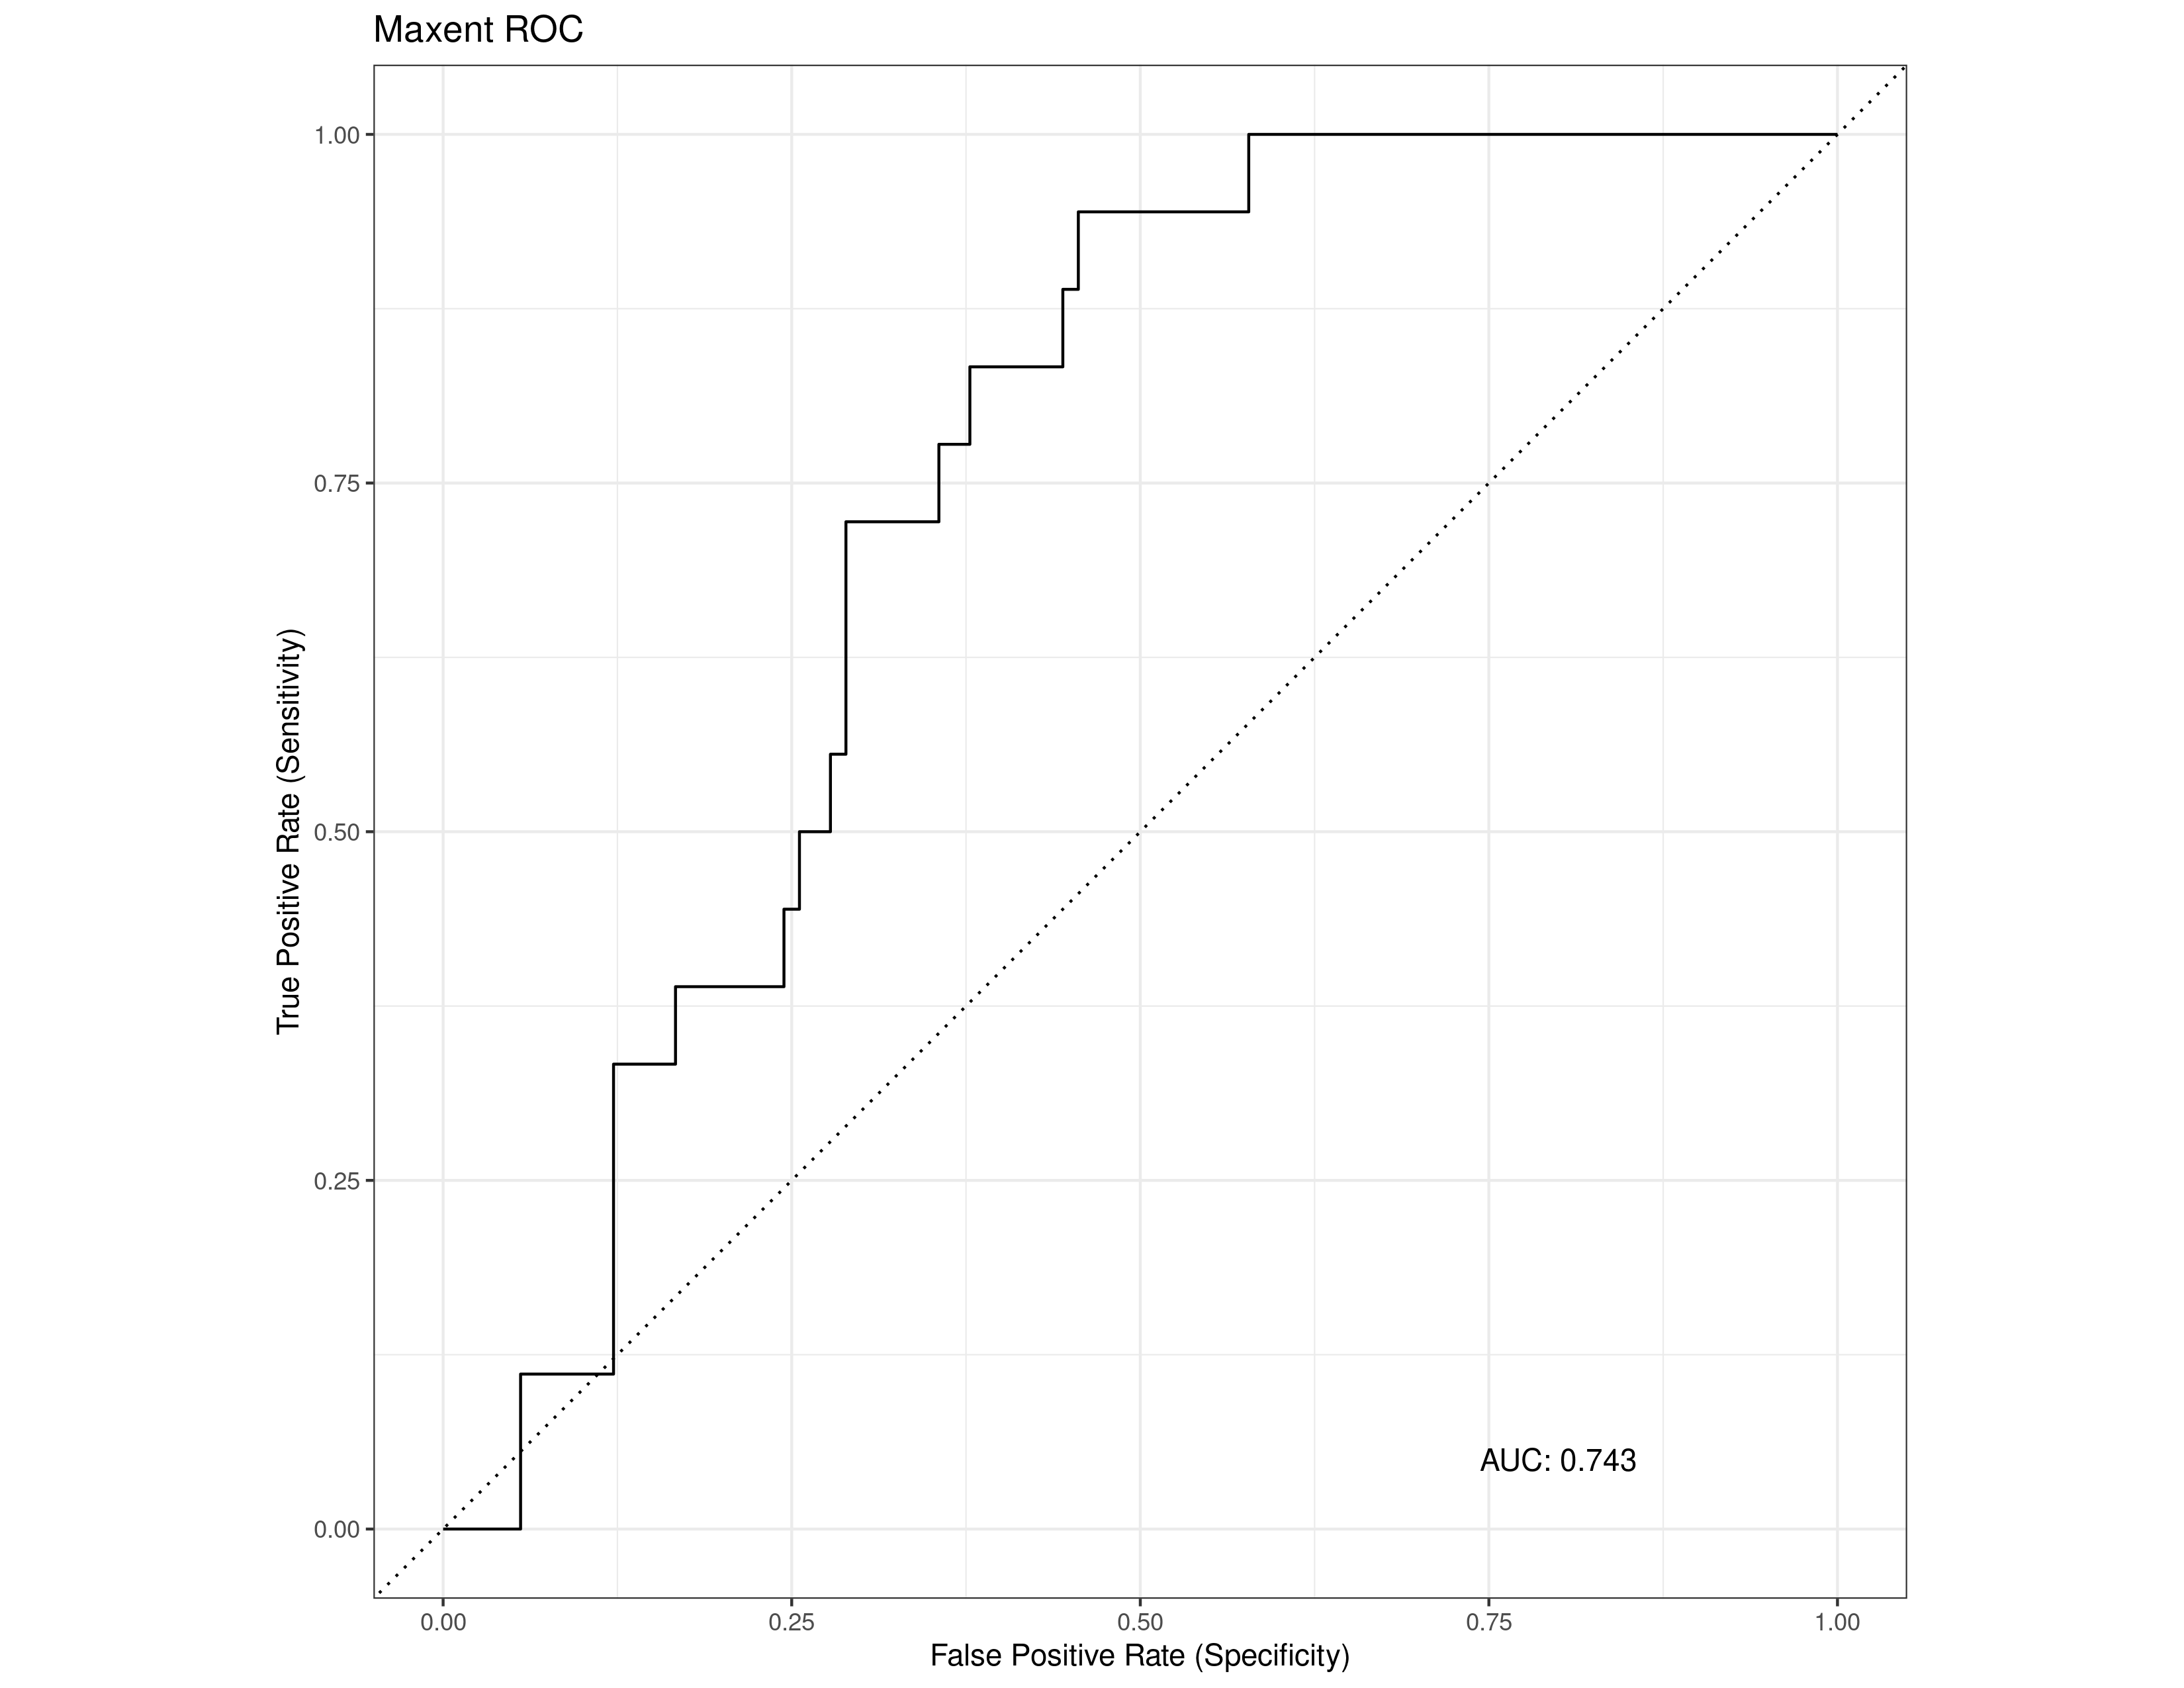 Maxent ROC
True Positive Rate (Sensitivity)
1.00
0.75
0.50
0.25
0.00
AUC: 0.743
0.00 0.25 0.50 0.75 1.00
False Positive Rate (Specificity)